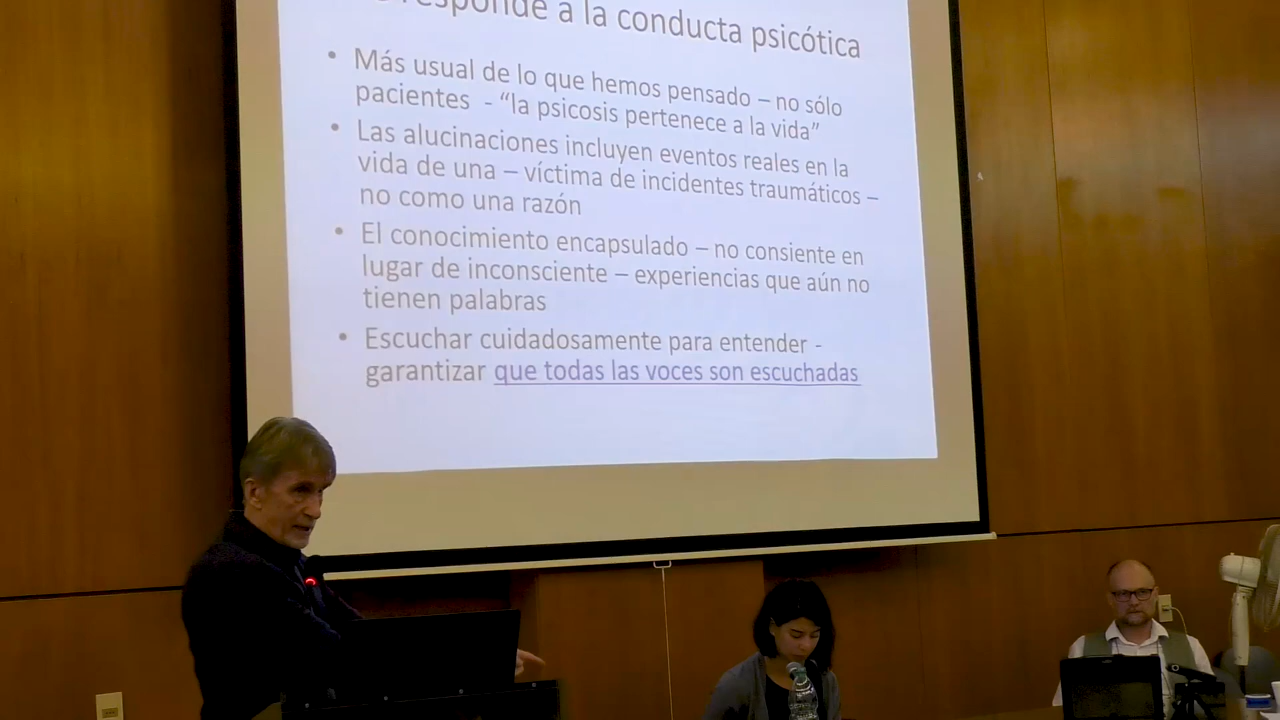 responde a la conducta psicótica
• Más usual de lo que hemos pensado – no sólo
pacientes - “la psicosis pertenece a la vida”
• Las alucinaciones incluyen eventos reales en la
vida de una – víctima de incidentes traumáticos –
no como una razón
• El conocimiento encapsulado – no consiente en
lugar de inconsciente – experiencias que aún no
tienen palabras
• Escuchar cuidadosamente para entender -
garantizar que todas las voces son escuchadas